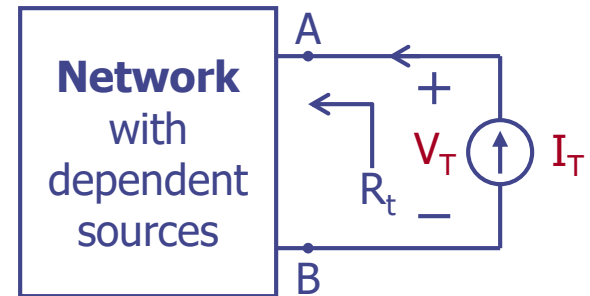 A
Network
with
dependent
sources
+
V_T
I_T
R_t
−
B